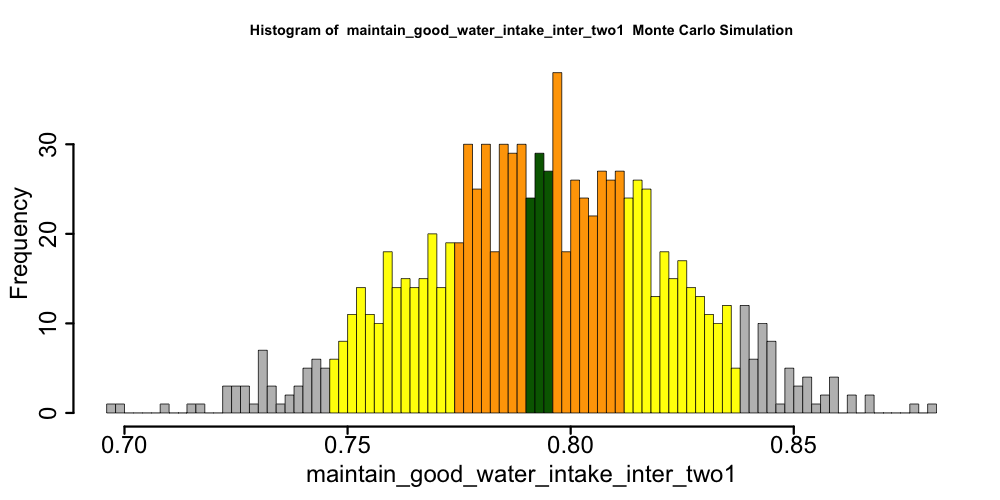 Histogram of  maintain_good_water_intake_inter_two1  Monte Carlo Simulation
Frequency
30
20
10
0
0.70 0.75 0.80 0.85
maintain_good_water_intake_inter_two1